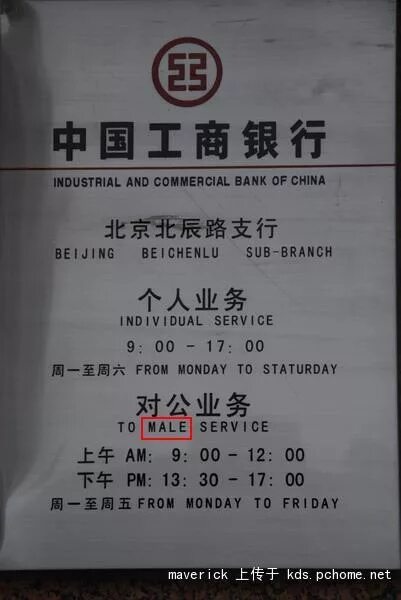 中国工商银行
INDUSTRIAL AND COMMERCIAL BANK OF CHINA
北京北辰路支行
BEIJING BEICHENLU SUB-BRANCH
个人业务
INDIVIDUAL SERVICE
9: 00 - 17: 00
周一至周六 FROM MONDAY TO STATURDAY
对公业务
TO MALE SERVICE
上午 AM: 9: 00 - 12: 00
下午 PM: 13: 30 - 17: 00
周一至周五 FROM MONDAY TO FRIDAY
maverick 上传于 kds.pchome.net